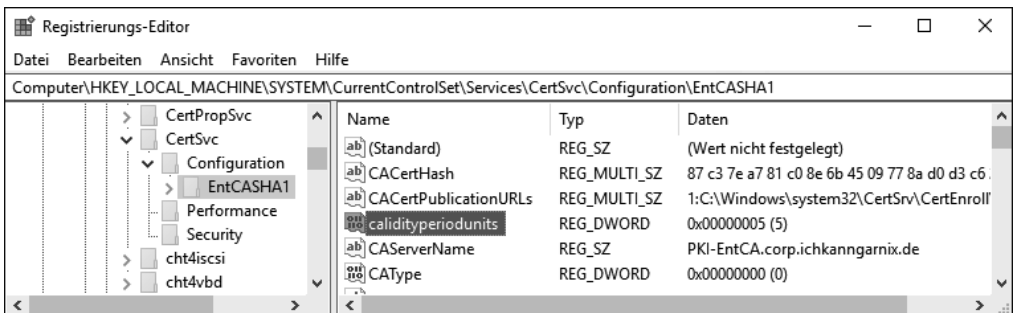 Registrierungs-Editor
Datei Bearbeiten Ansicht Favoriten Hilfe
Computer\HKEY_LOCAL_MACHINE\SYSTEM\CurrentControlSet\Services\CertSvc\Configuration\EntCASHA1
CertPropSvc
CertSvc
Configuration
EntCASHA1
Performance
Security
cht4iscsi
cht4vbd
Name Typ Daten
(Standard) REG_SZ (Wert nicht festgelegt)
CACertHash REG_MULTI_SZ 87 c3 7e a7 81 c0 8e 6b 45 09 77 8a d0 d3 c6
CACertPublicationURLs REG_MULTI_SZ 1:C:\Windows\system32\CertSrv\CertEnroll
calidityperiodunits REG_DWORD 0x00000005 (5)
CAServerName REG_SZ PKI-EntCA.corp.ichkanngarnix.de
CAType REG_DWORD 0x00000000 (0)